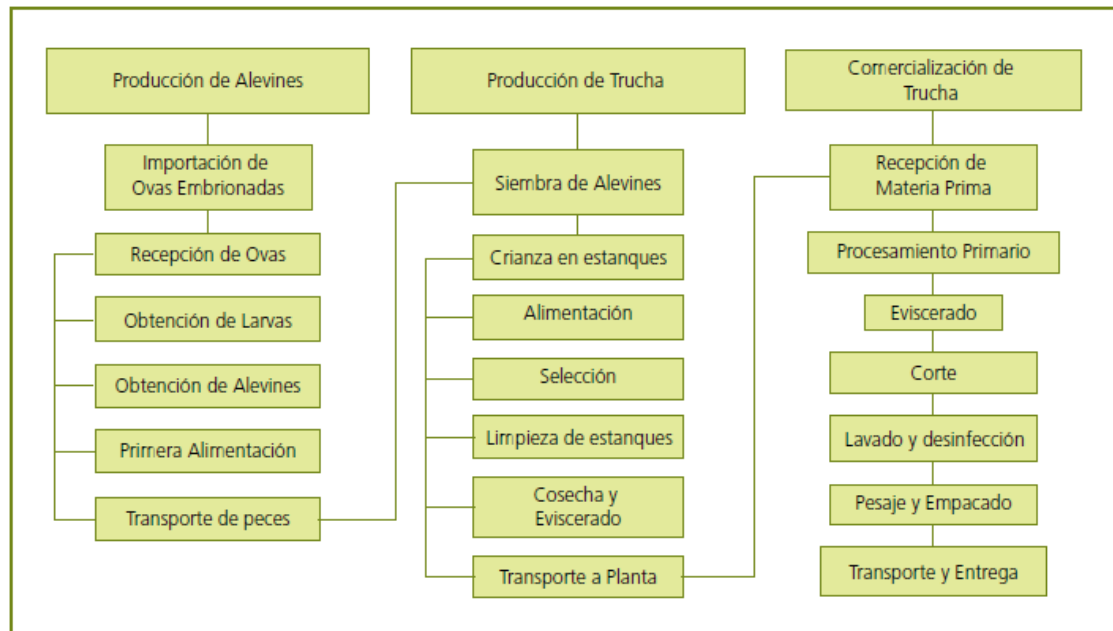 Producción de Alevines
Importación de
Ovas Embrionadas
Recepción de Ovas
Obtención de Larvas
Obtención de Alevines
Primera Alimentación
Transporte de peces
Producción de Trucha
Siembra de Alevines
Crianza en estanques
Alimentación
Selección
Limpieza de estanques
Cosecha y
Eviscerado
Transporte a Planta
Comercialización de
Trucha
Recepción de
Materia Prima
Procesamiento Primario
Eviscerado
Corte
Lavado y desinfección
Pesaje y Empacado
Transporte y Entrega